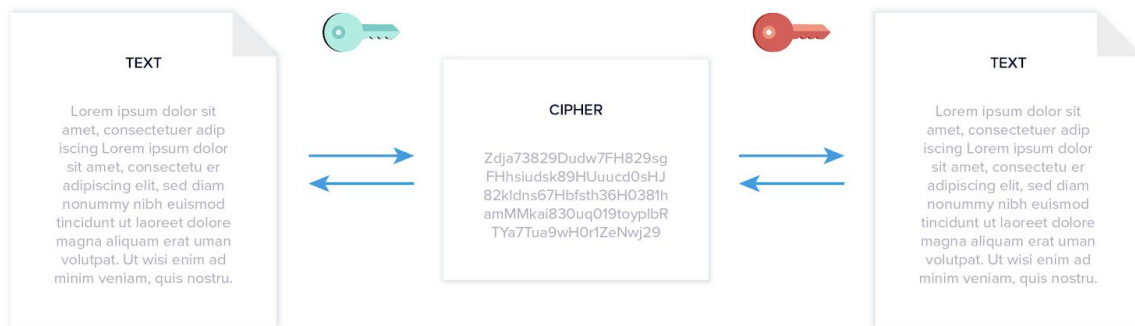 TEXT
Lorem ipsum dolor sit
amet, consectetuer adip
iscing Lorem ipsum dolor
sit amet, consectetu er
adipiscing elit, sed diam
nonummy nibh euismod
tincidunt ut laoreet dolore
magna aliquam erat uman
volutpat. Ut wisi enim ad
minim veniam, quis nostru.
CIPHER
Zdja73829Dudw7FH829sg
FHhsiudsk89HUuucd0sHJ
82kldns67Hbfsth36H0381h
amMMkai830uq019toyplbR
TYa7Tua9wH0r1ZeNwj29
TEXT
Lorem ipsum dolor sit
amet, consectetuer adip
iscing Lorem ipsum dolor
sit amet, consectetu er
adipiscing elit, sed diam
nonummy nibh euismod
tincidunt ut laoreet dolore
magna aliquam erat uman
volutpat. Ut wisi enim ad
minim veniam, quis nostru.